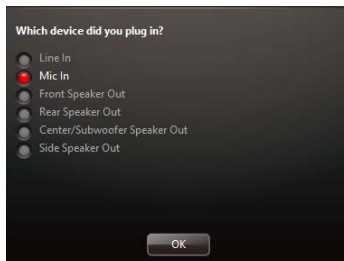 Which device did you plug in?
Line In
Mic In
Front Speaker Out
Rear Speaker Out
Center/Subwoofer Speaker Out
Side Speaker Out
OK